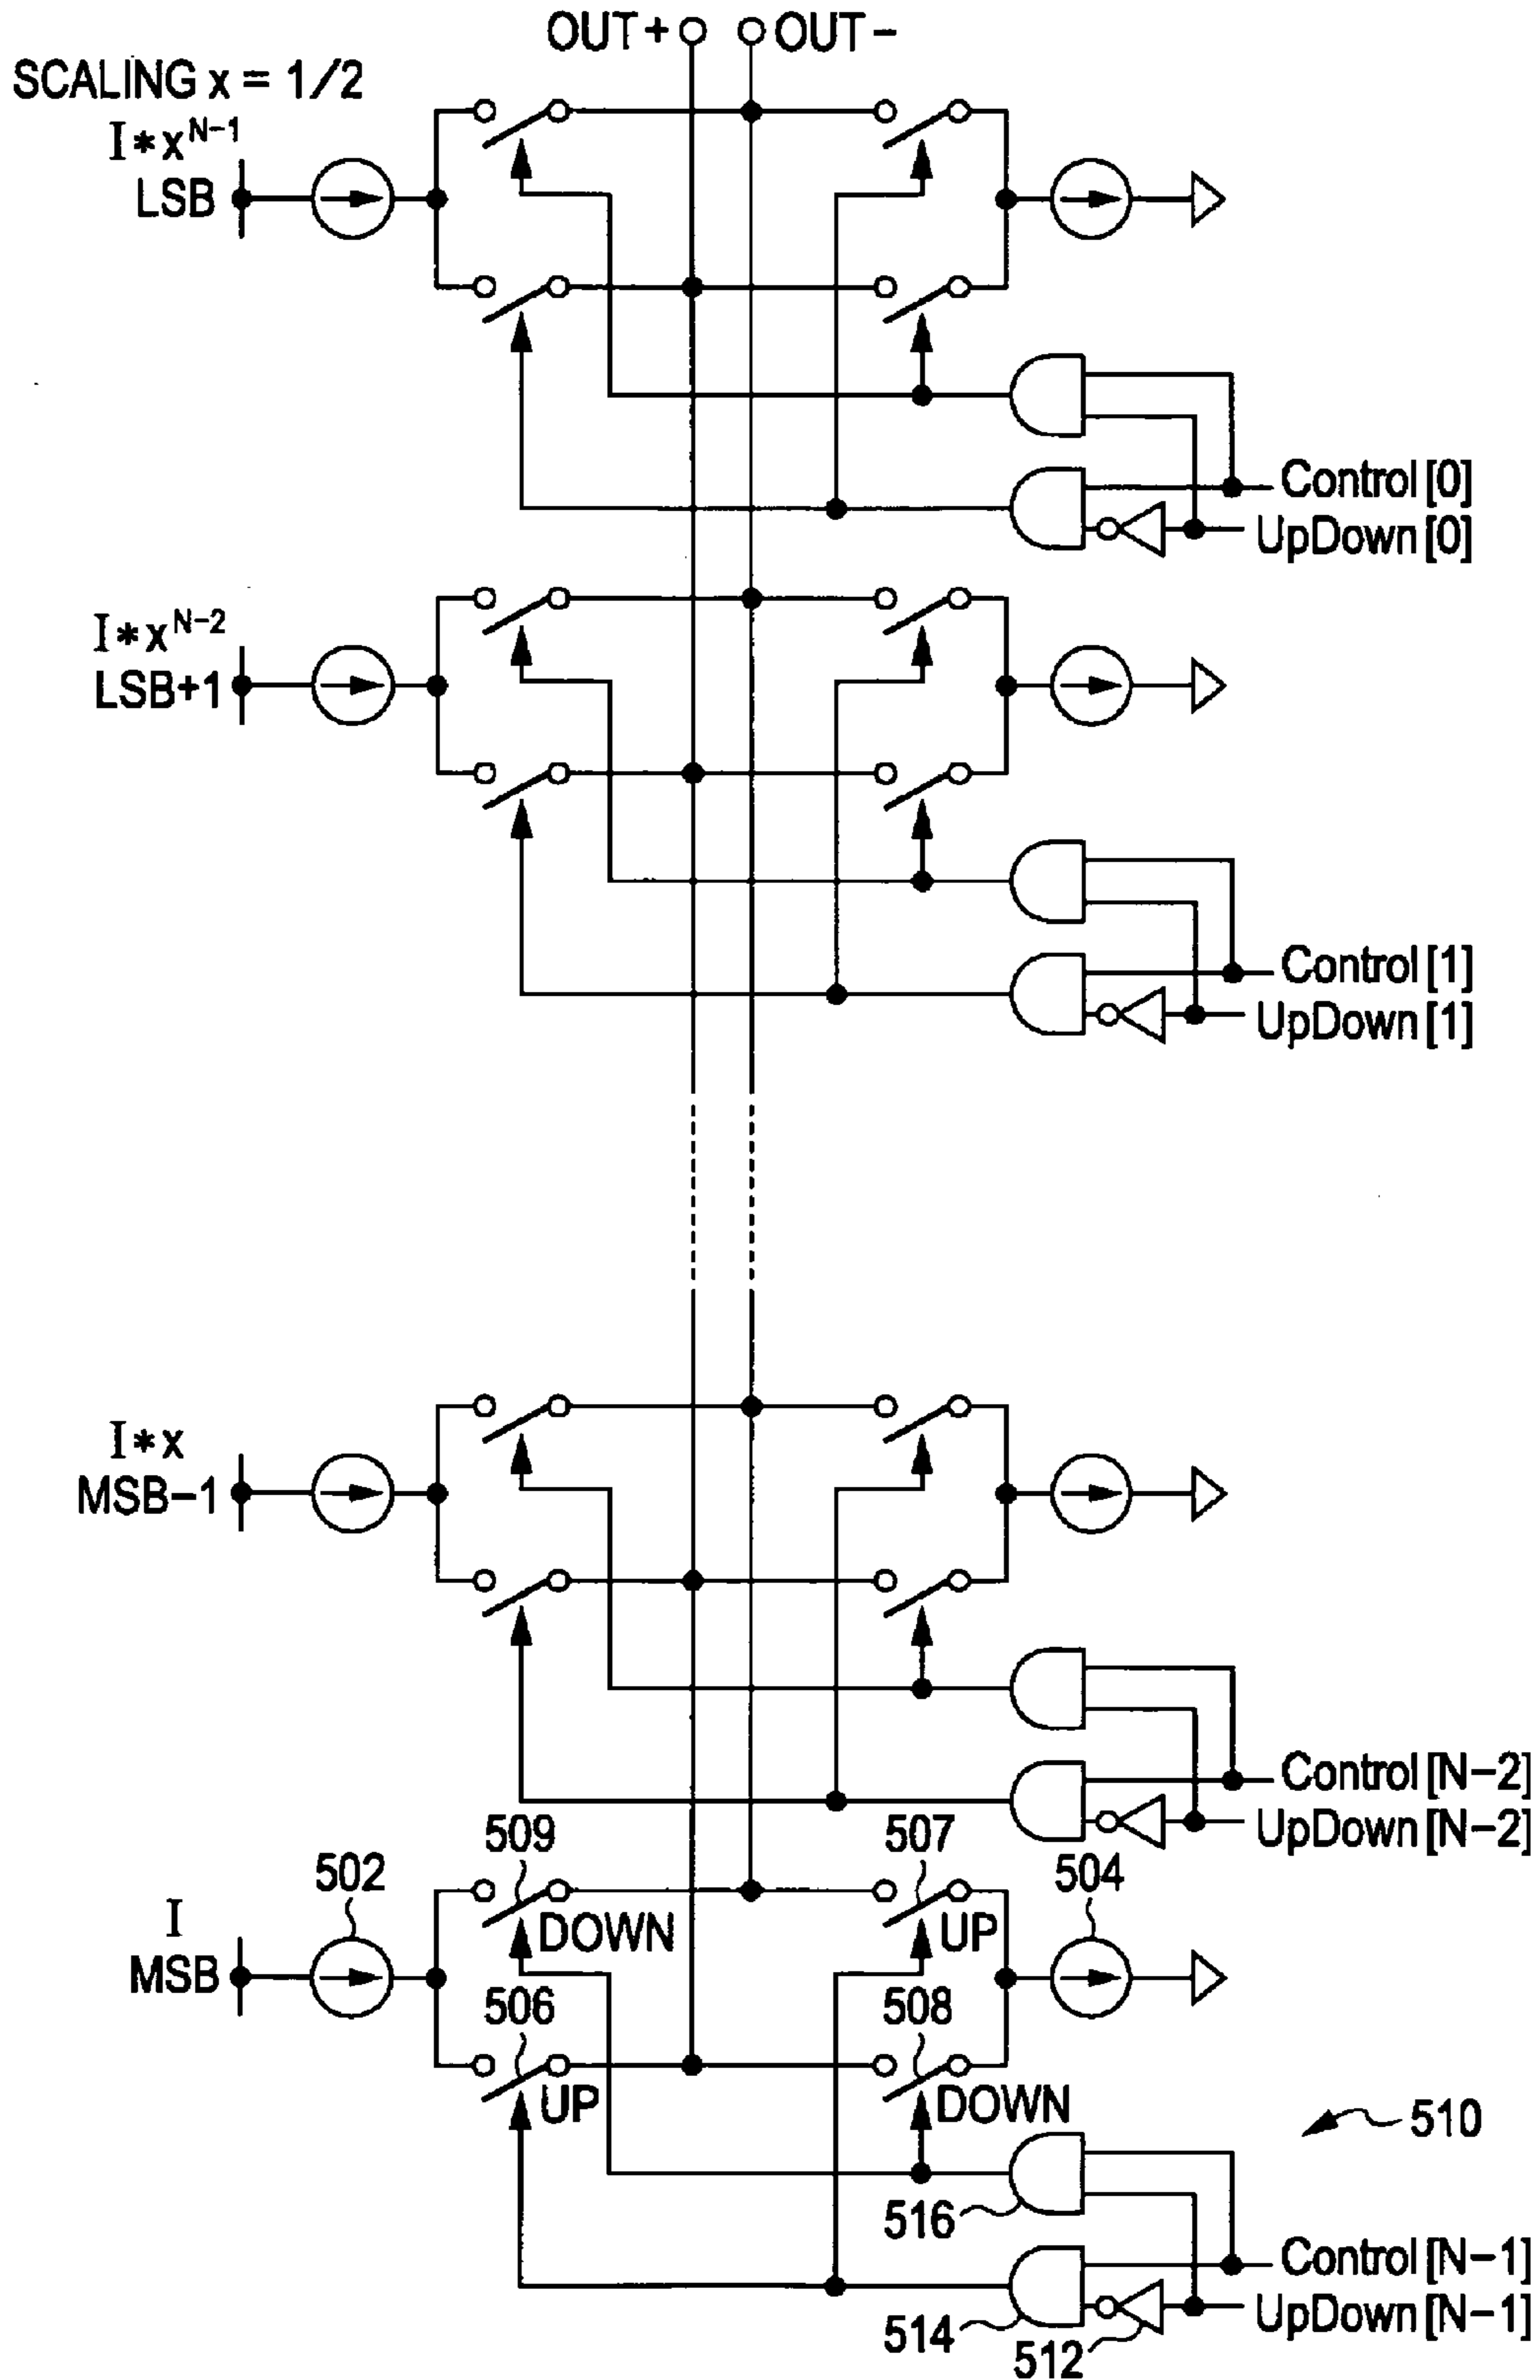 OUT+ OUT-
SCALING x = 1/2
I*x^N-1
LSB
Control [0]
UpDown [0]
I*x^N-2
LSB+1
Control [1]
UpDown [1]
I*x
MSB-1
Control [N-2]
UpDown [N-2]
509 507
502 504
I
DOWN UP
MSB
506 508
UP DOWN
510
516
Control [N-1]
UpDown [N-1]
514
512